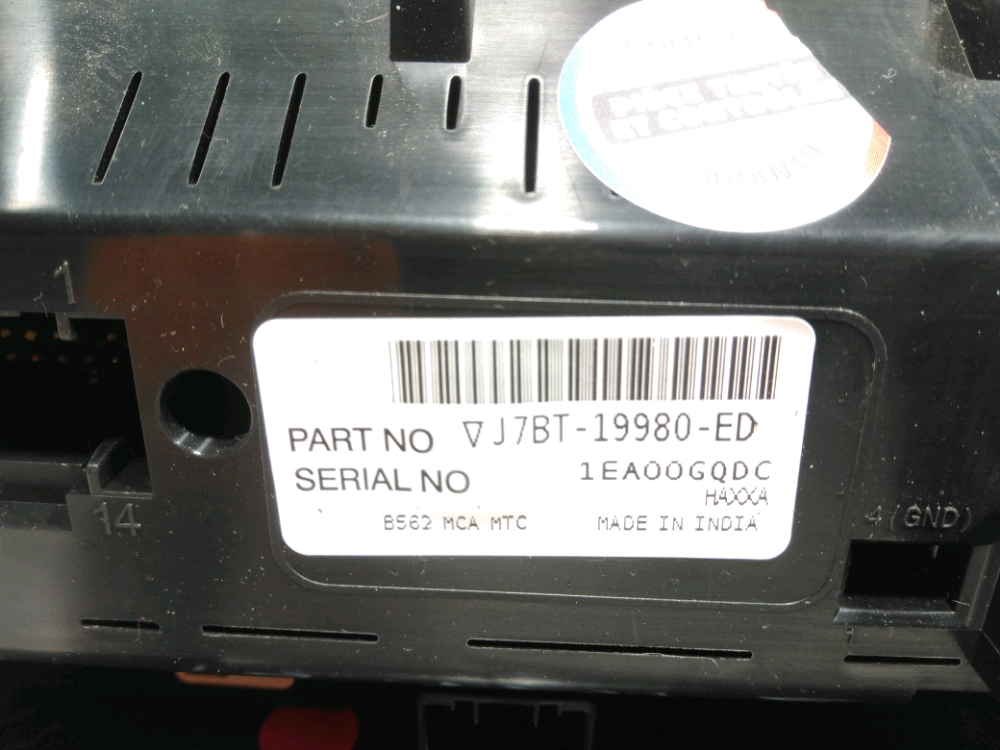 1
PART NO ▽J7BT-19980-ED
SERIAL NO 1EA00GQDC
HAXXA
B562 MCA MTC MADE IN INDIA
14
4(GND)
1